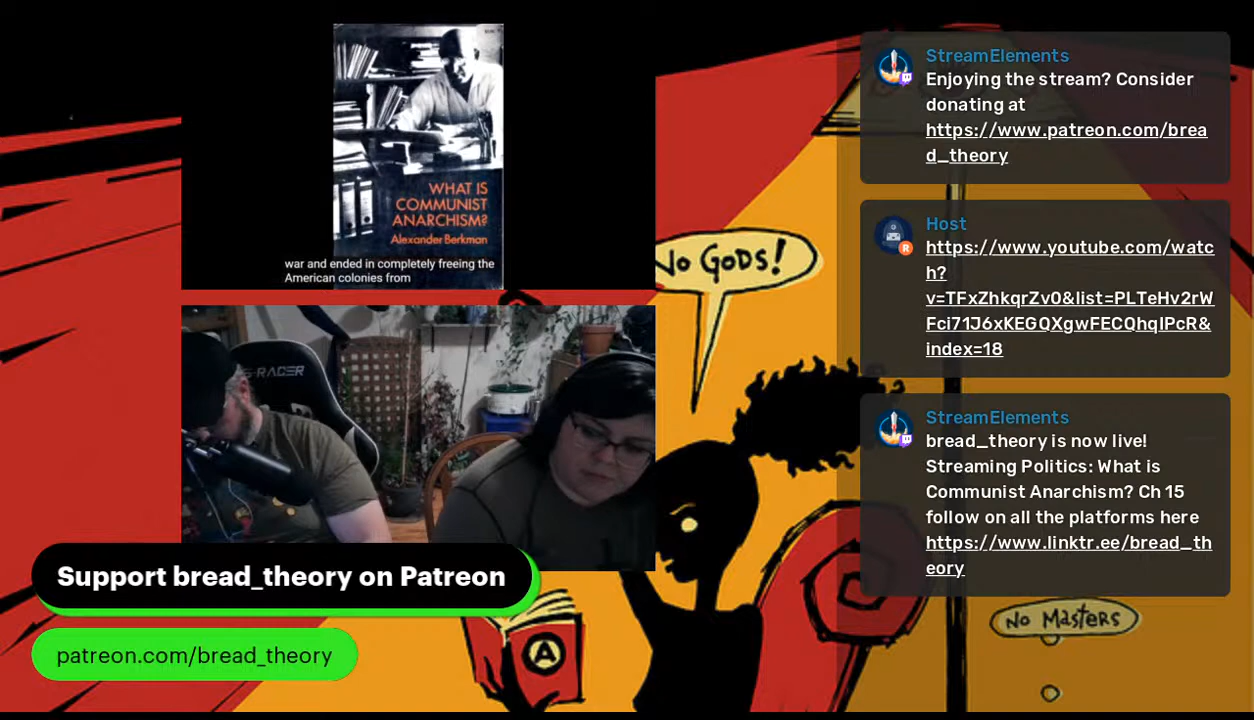 WHAT IS
COMMUNIST
ANARCHISM?
Alexander Berkman
war and ended in completely freeing the
American colonies from
No GODS!
StreamElements
Enjoying the stream? Consider
donating at
https://www.patreon.com/brea
d_theory
Host
https://www.youtube.com/watc
h?
v=TFxZhkqrZv0&list=PLTeHv2rW
Fci71J6xKEGQXgwFECQhqlPcR&
index=18
StreamElements
bread_theory is now live!
Streaming Politics: What is
Communist Anarchism? Ch 15
follow on all the platforms here
https://www.linktr.ee/bread_th
eory
No MASTERS
Support bread_theory on Patreon
patreon.com/bread_theory
A